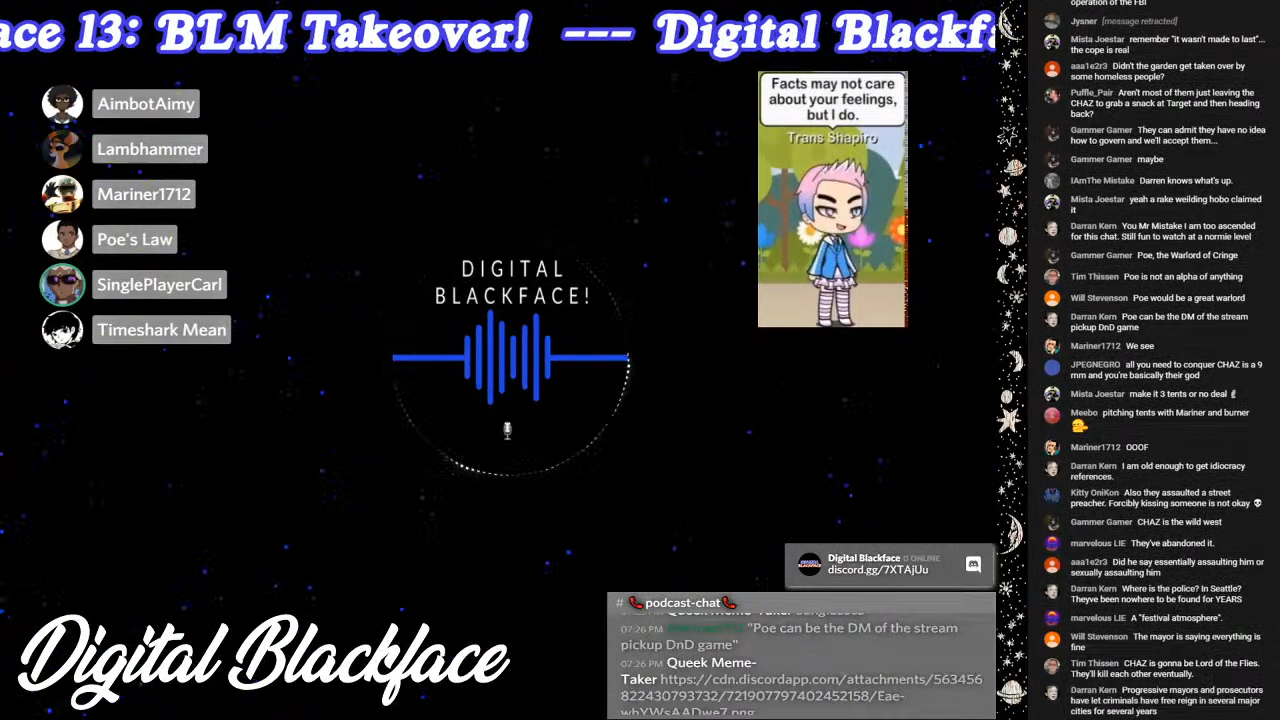 ace 13: BLM Takeover!   --- Digital Blackfa
AimbotAimy
Lambhammer
Mariner1712
Poe's Law
SinglePlayerCarl
Timeshark Mean
DIGITAL
BLACKFACE!
Facts may not care
about your feelings,
but I do.
Trans Shapiro
Digital Blackface 0 ONLINE
discord.gg/7XTAjUu
# podcast-chat
07:26 PM "Poe can be the DM of the stream
pickup DnD game"
07:26 PM Queek Meme-
Taker https://cdn.discordapp.com/attachments/563456
822430793732/721907797402452158/Eae-
whYWsAADwe7.png
Digital Blackface
operation of the FBI
Jysner [message retracted]
Mista Joestar remember "it wasn't made to last"...
the cope is real
aaa1e2r3 Didn't the garden get taken over by
some homeless people?
Puffle_Pair Aren't most of them just leaving the
CHAZ to grab a snack at Target and then heading
back?
Gammer Gamer They can admit they have no idea
how to govern and we'll accept them...
Gammer Gamer maybe
IAmThe Mistake Darren knows what's up.
Mista Joestar yeah a rake weilding hobo claimed
it
Darran Kern You Mr Mistake I am too ascended
for this chat. Still fun to watch at a normie level
Gammer Gamer Poe, the Warlord of Cringe
Tim Thissen Poe is not an alpha of anything
Will Stevenson Poe would be a great warlord
Darran Kern Poe can be the DM of the stream
pickup DnD game
Mariner1712 We see
JPEGNEGRO all you need to conquer CHAZ is a 9
mm and you're basically their god
Mista Joestar make it 3 tents or no deal
Meebo pitching tents with Mariner and burner
Mariner1712 OOOF
Darran Kern I am old enough to get idiocracy
references.
Kitty OniKon Also they assaulted a street
preacher. Forcibly kissing someone is not okay
Gammer Gamer CHAZ is the wild west
marvelous LIE They've abandoned it.
aaa1e2r3 Did he say essentially assaulting him or
sexually assaulting him
Darran Kern Where is the police? In Seattle?
Theyve been nowhere to be found for YEARS
marvelous LIE A "festival atmosphere".
Will Stevenson The mayor is saying everything is
fine
Tim Thissen CHAZ is gonna be Lord of the Flies.
They'll kill each other eventually.
Darran Kern Progressive mayors and prosecutors
have let criminals have free reign in several major
cities for several years